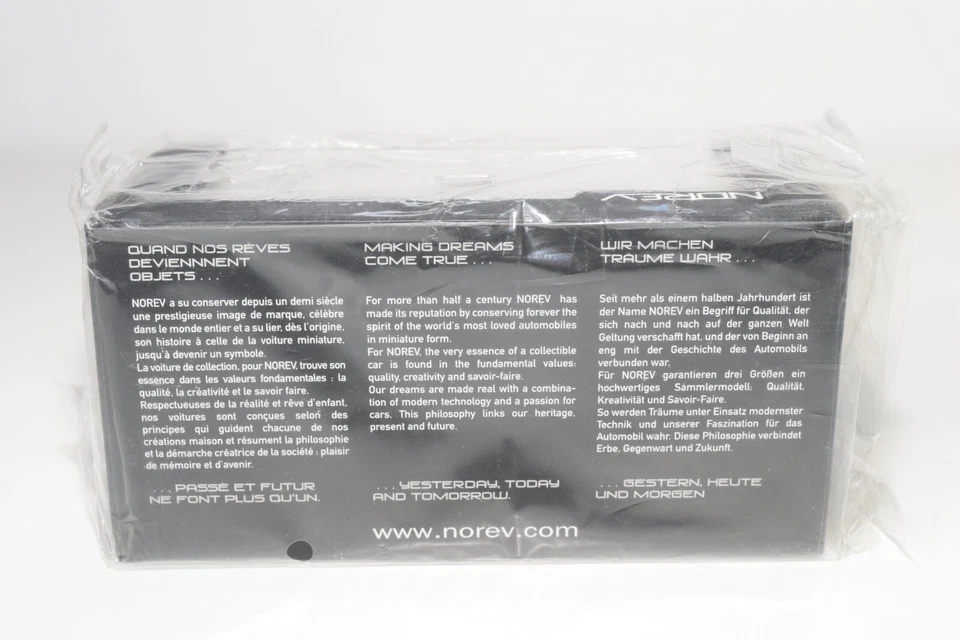 NOREV
QUAND NOS RÊVES
DEVIENNNENT
OBJETS . . .
NOREV a su conserver depuis un demi siècle
une prestigieuse image de marque, célèbre
dans le monde entier et a su lier, dès l'origine,
son histoire à celle de la voiture miniature,
jusqu'à devenir un symbole.
La voiture de collection, pour NOREV, trouve son
essence dans les valeurs fondamentales : la
qualité, la créativité et le savoir faire.
Respectueuses de la réalité et rêve d'enfant,
nos voitures sont conçues selon des
principes qui guident chacune de nos
créations maison et résument la philosophie
et la démarche créatrice de la société : plaisir
de mémoire et d'avenir.
. . . PASSÉ ET FUTUR
NE FONT PLUS QU'UN.
MAKING DREAMS
COME TRUE . . .
For more than half a century NOREV has
made its reputation by conserving forever the
spirit of the world's most loved automobiles
in miniature form.
For NOREV, the very essence of a collectible
car is found in the fundamental values:
quality, creativity and savoir-faire.
Our dreams are made real with a combina-
tion of modern technology and a passion for
cars. This philosophy links our heritage,
present and future.
. . . YESTERDAY, TODAY
AND TOMORROW.
WIR MACHEN
TRÄUME WAHR . . .
Seit mehr als einem halben Jahrhundert ist
der Name NOREV ein Begriff für Qualität, der
sich nach und nach auf der ganzen Welt
Geltung verschafft hat, und der von Beginn an
eng mit der Geschichte des Automobils
verbunden war.
Für NOREV garantieren drei Größen ein
hochwertiges Sammlermodell: Qualität,
Kreativität und Savoir-Faire.
So werden Träume unter Einsatz modernster
Technik und unserer Faszination für das
Automobil wahr. Diese Philosophie verbindet
Erbe, Gegenwart und Zukunft.
. . . GESTERN, HEUTE
UND MORGEN
www.norev.com